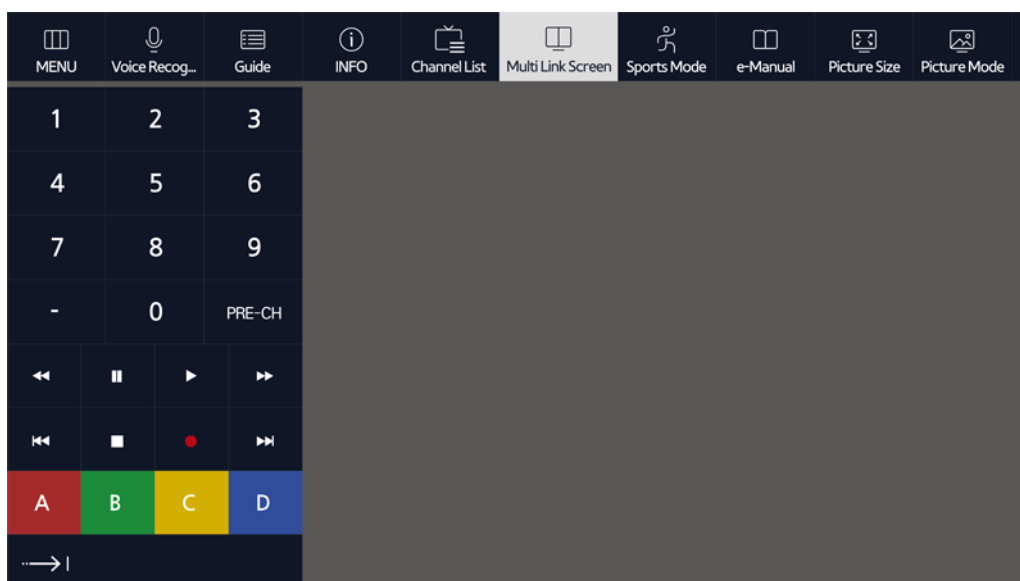 MENU Voice Recog... Guide INFO Channel List Multi Link Screen Sports Mode e-Manual Picture Size Picture Mode
1 2 3
4 5 6
7 8 9
- 0 PRE-CH
A B C D